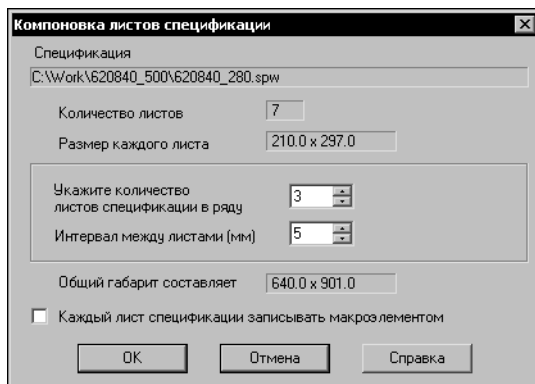 Компоновка листов спецификации
Спецификация
C:\Work\620840_500\620840_280.spw
Количество листов 7
Размер каждого листа 210.0 x 297.0
Укажите количество
листов спецификации в ряду 3
Интервал между листами (мм) 5
Общий габарит составляет 640.0 x 901.0
Каждый лист спецификации записывать макроэлементом
OK Отмена Справка